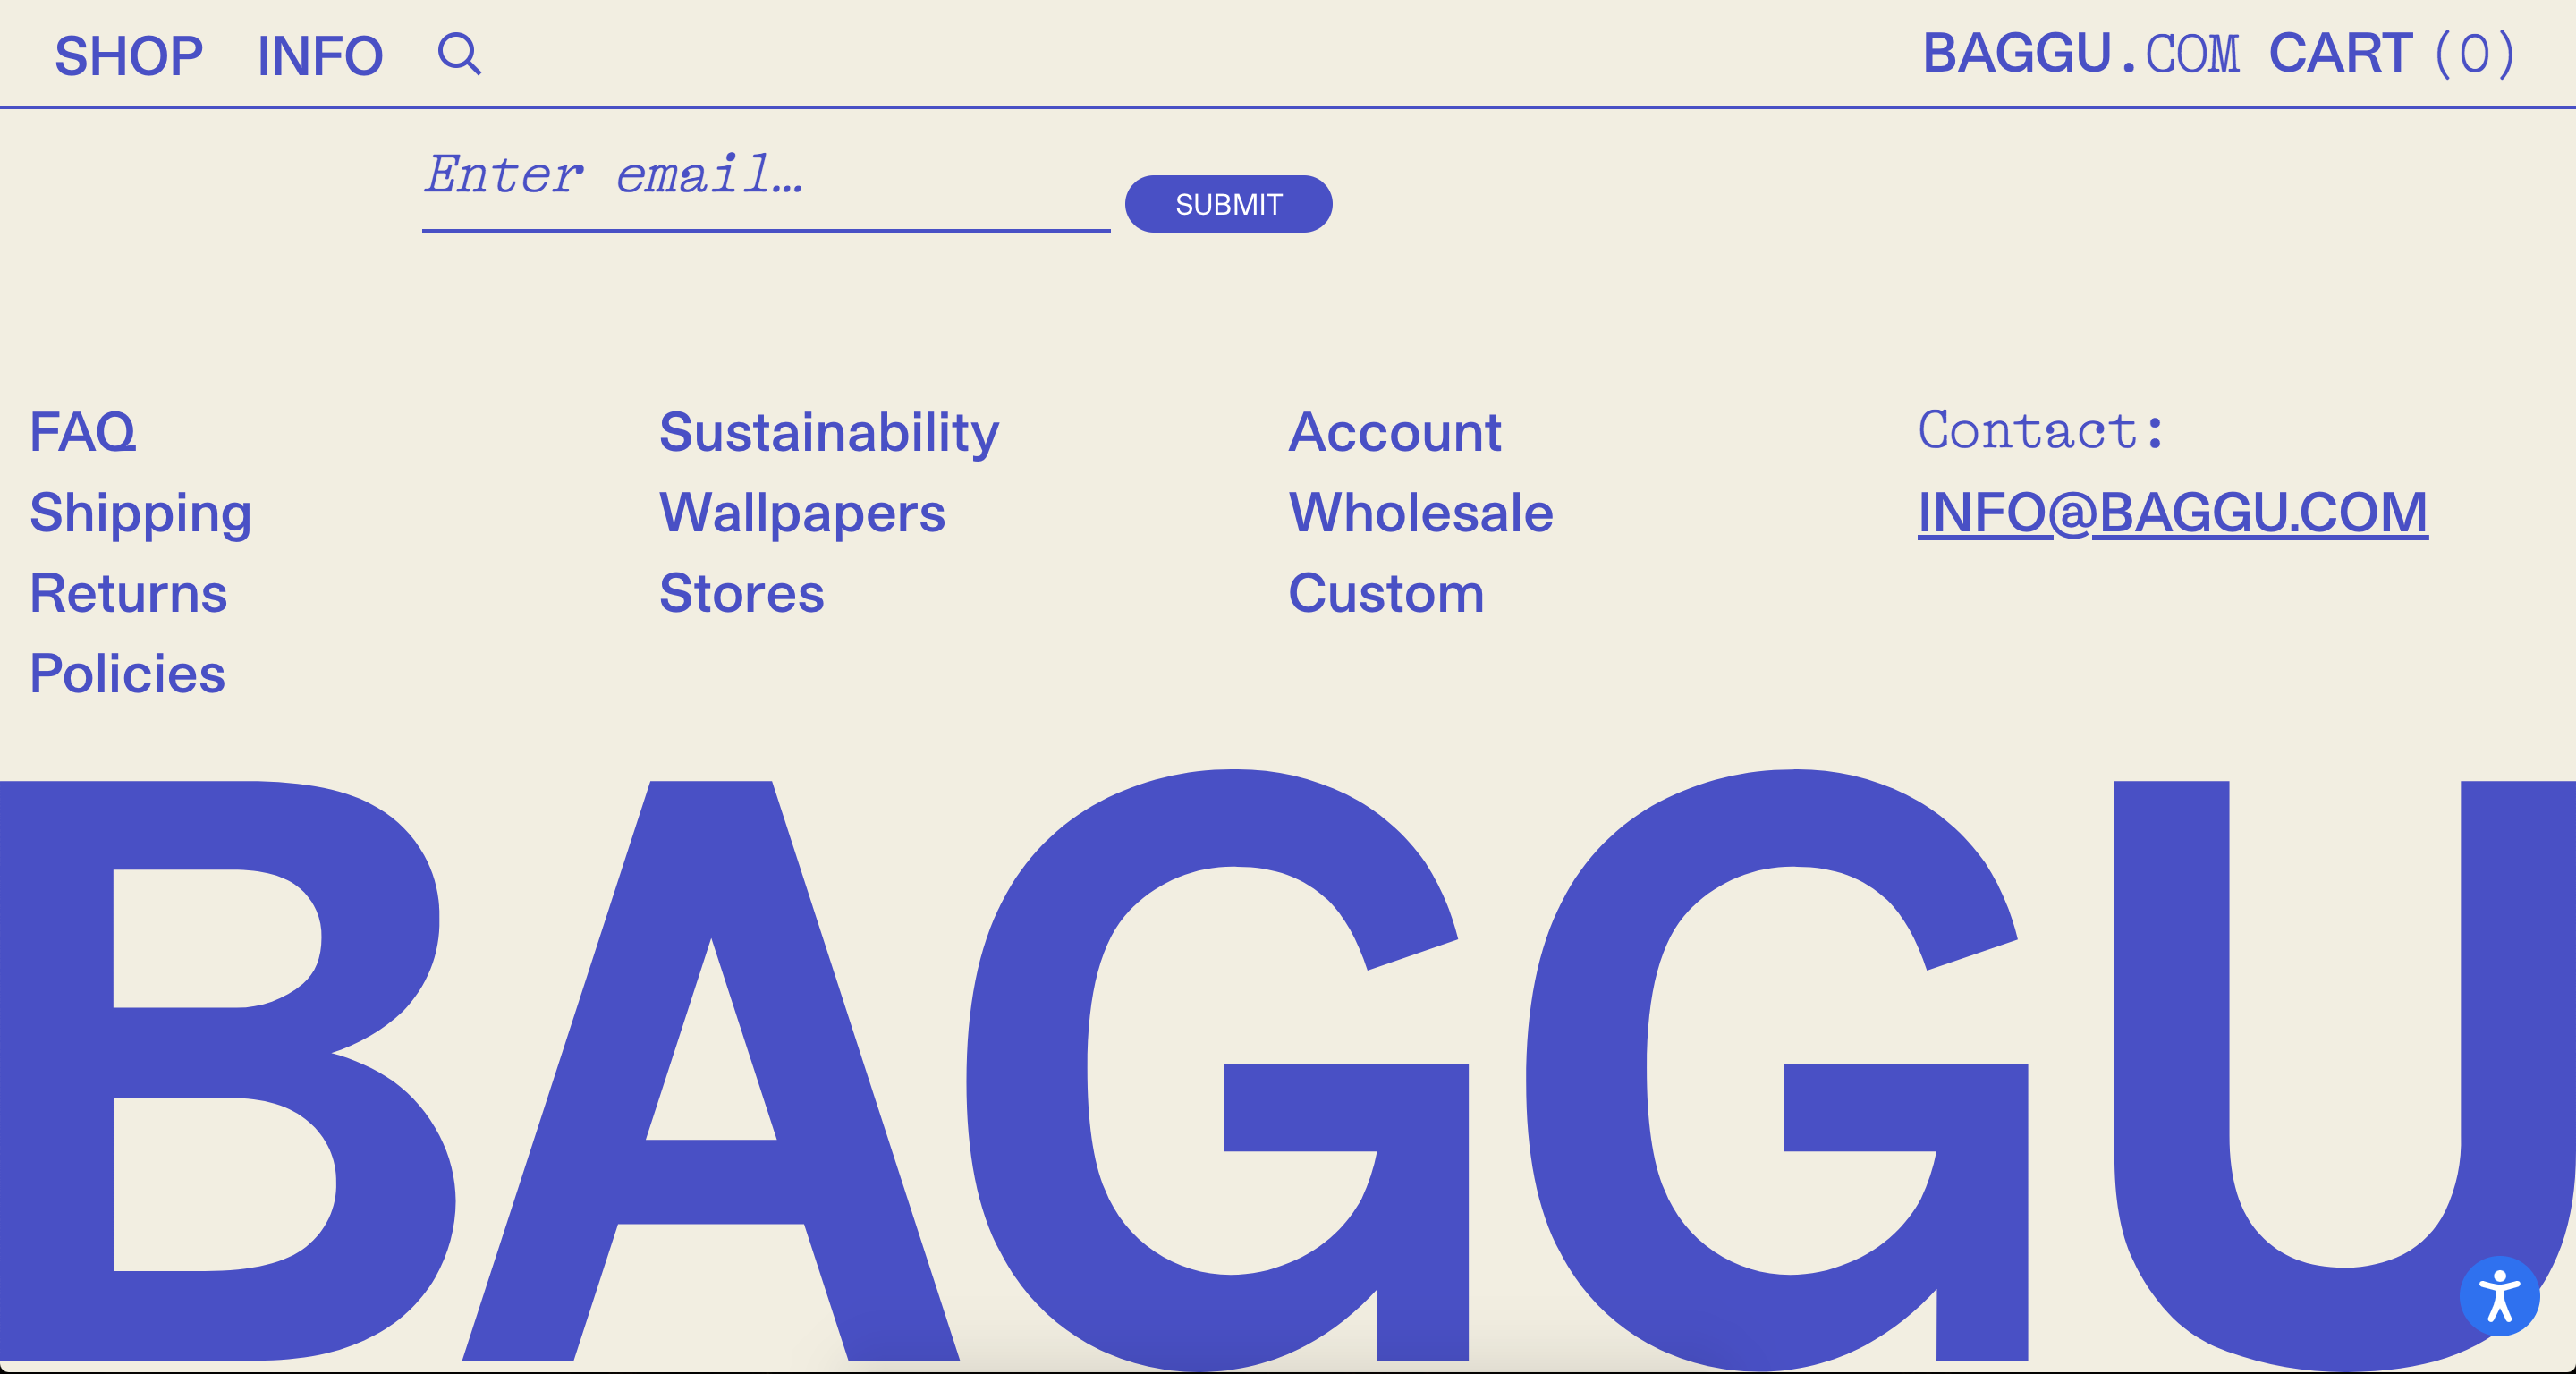 SHOP INFO BAGGU.COM CART (0)
Enter email…
SUBMIT
FAQ
Shipping
Returns
Policies
Sustainability
Wallpapers
Stores
Account
Wholesale
Custom
Contact:
INFO@BAGGU.COM
BAGGU